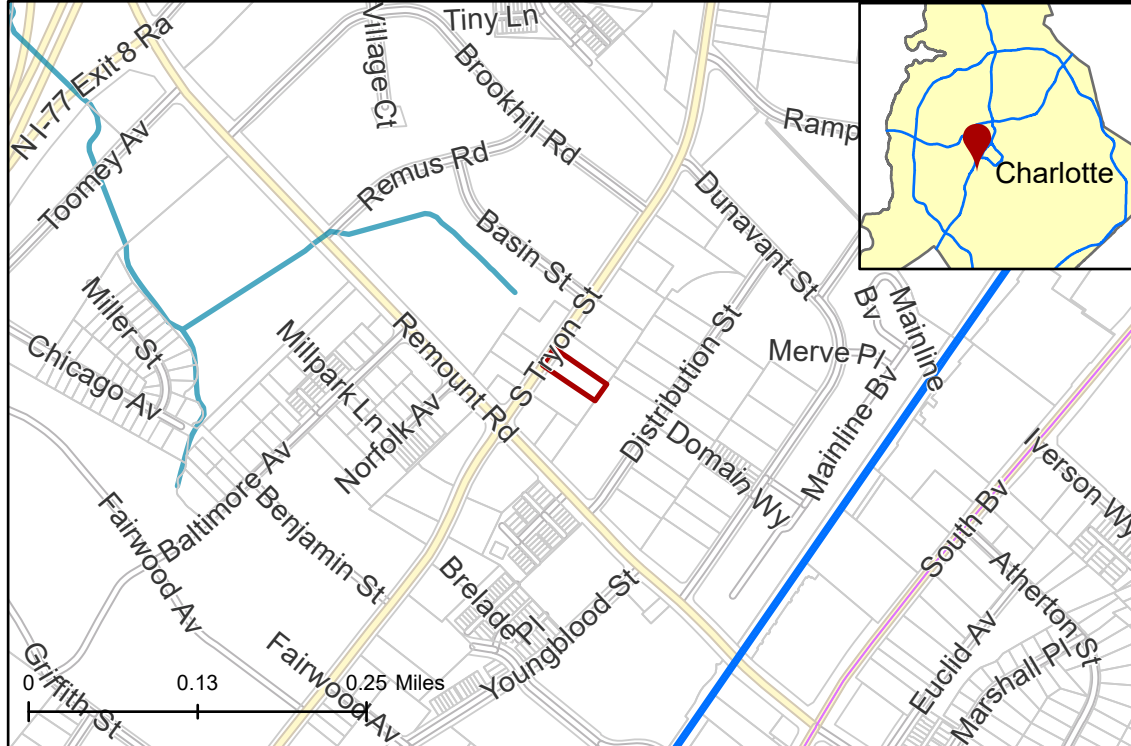 Tiny Ln
Village Ct
N I-77 Exit 8 Ra
Brookhill Rd
Ramp
Toomey Av
Remus Rd
Charlotte
Dunavant St
Basin St
Miller St
Mainline Bv
S Tryon St
Chicago Av
Millpark Ln
Remount Rd
Distribution St
Merve Pl
Mainline Bv
Norfolk Av
Domain Wy
Iverson Wy
Baltimore Av
Benjamin St
South Bv
Fairwood Av
Atherton St
Brelade Pl
Youngblood St
Euclid Av
Marshall Pl
Griffith St
Fairwood Av
0 0.13 0.25 Miles